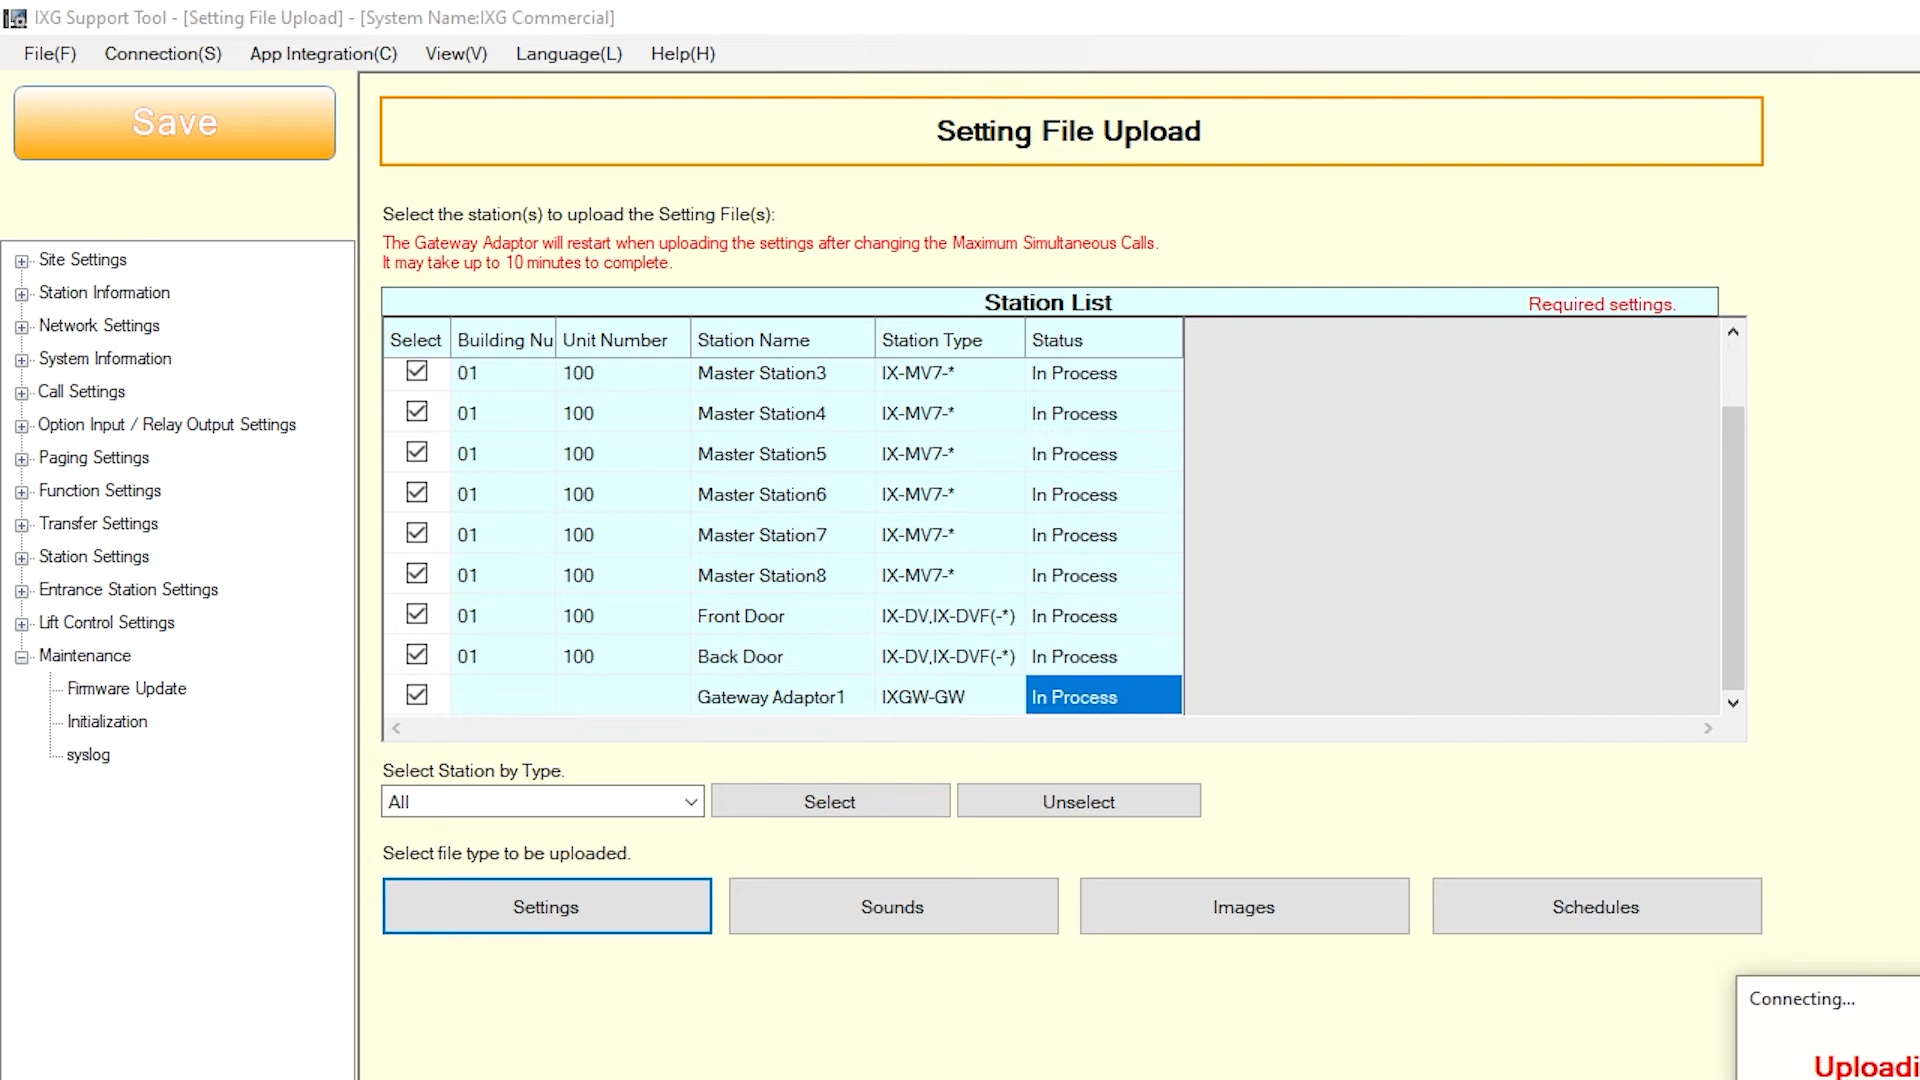 IXG Support Tool - [Setting File Upload] - [System Name:IXG Commercial]
File(F) Connection(S) App Integration(C) View(V) Language(L) Help(H)
Save
Setting File Upload
Select the station(s) to upload the Setting File(s):
The Gateway Adaptor will restart when uploading the settings after changing the Maximum Simultaneous Calls.
It may take up to 10 minutes to complete.
Site Settings
Station Information
Network Settings
System Information
Call Settings
Option Input / Relay Output Settings
Paging Settings
Function Settings
Transfer Settings
Station Settings
Entrance Station Settings
Lift Control Settings
Maintenance
Firmware Update
Initialization
syslog
Station List Required settings.
Select Building Nu Unit Number Station Name Station Type Status
01 100 Master Station3 IX-MV7-* In Process
01 100 Master Station4 IX-MV7-* In Process
01 100 Master Station5 IX-MV7-* In Process
01 100 Master Station6 IX-MV7-* In Process
01 100 Master Station7 IX-MV7-* In Process
01 100 Master Station8 IX-MV7-* In Process
01 100 Front Door IX-DV,IX-DVF(-*) In Process
01 100 Back Door IX-DV,IX-DVF(-*) In Process
Gateway Adaptor1 IXGW-GW In Process
Select Station by Type.
All Select Unselect
Select file type to be uploaded.
Settings Sounds Images Schedules
Connecting...
Uploadi